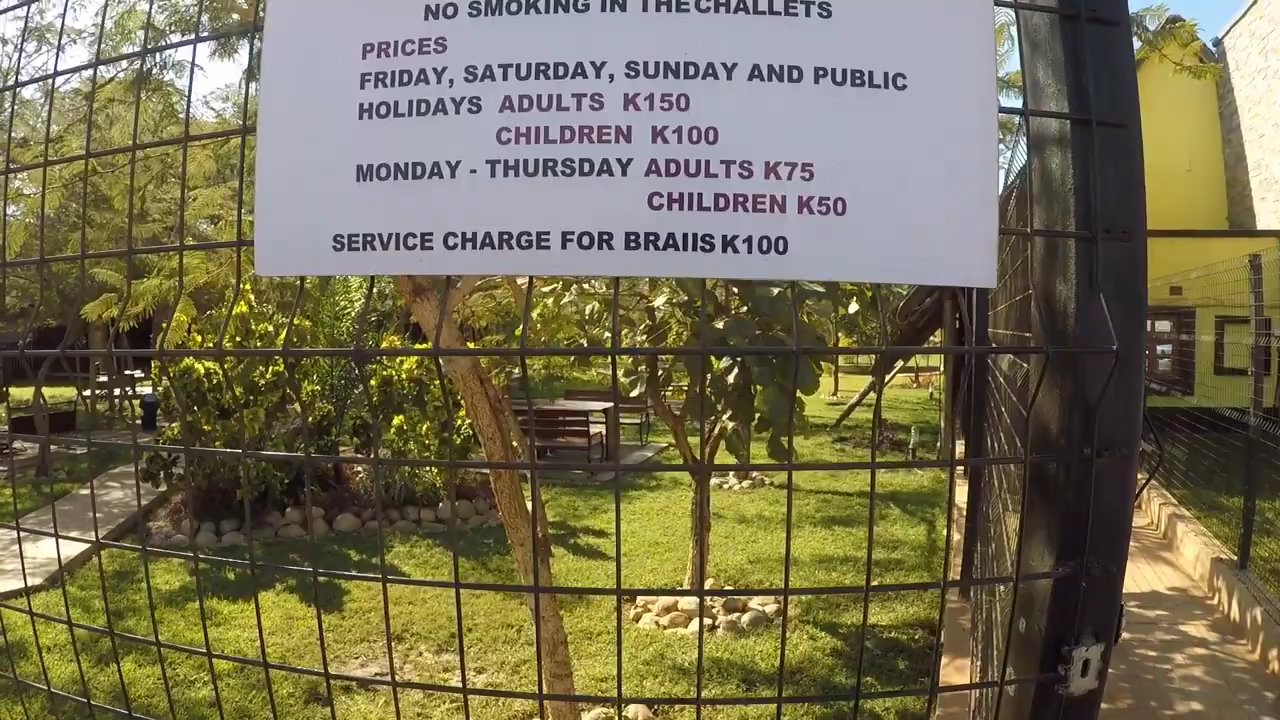 NO SMOKING IN THE CHALLETS
PRICES
FRIDAY, SATURDAY, SUNDAY AND PUBLIC
HOLIDAYS ADULTS K150
CHILDREN K100
MONDAY - THURSDAY ADULTS K75
CHILDREN K50
SERVICE CHARGE FOR BRAIIS K100